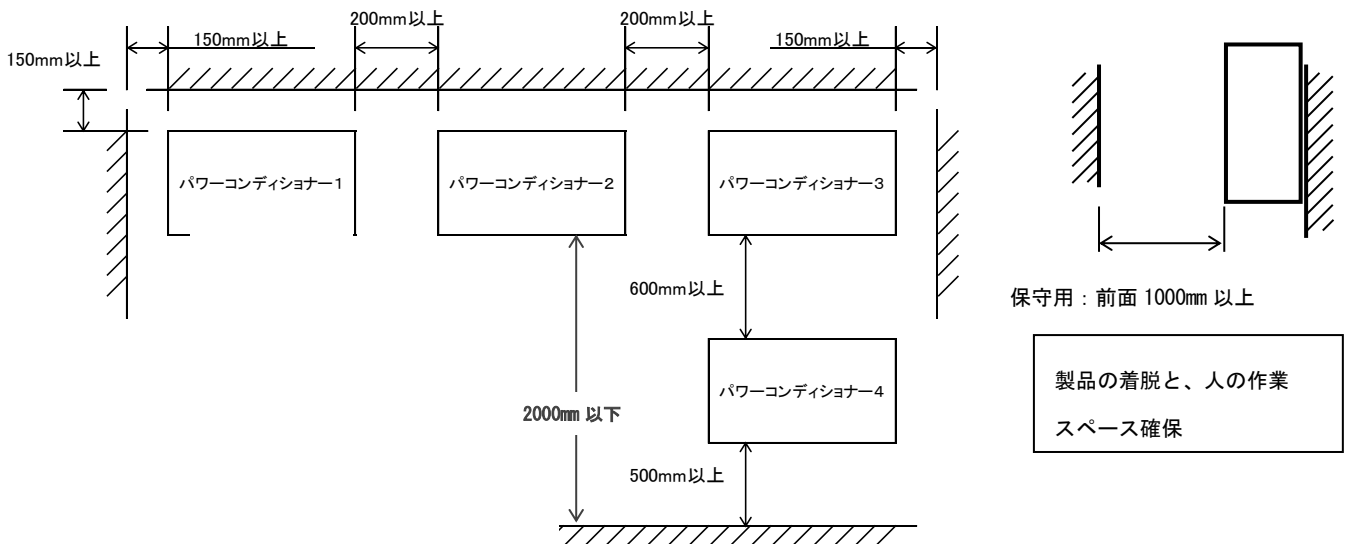 200mm以上
200mm以上
150mm以上
150mm以上
150mm以上
パワーコンディショナー1
パワーコンディショナー2
パワーコンディショナー3
600mm以上
保守用：前面 1000mm 以上
パワーコンディショナー4
2000mm 以下
500mm以上
製品の着脱と、人の作業
スペース確保